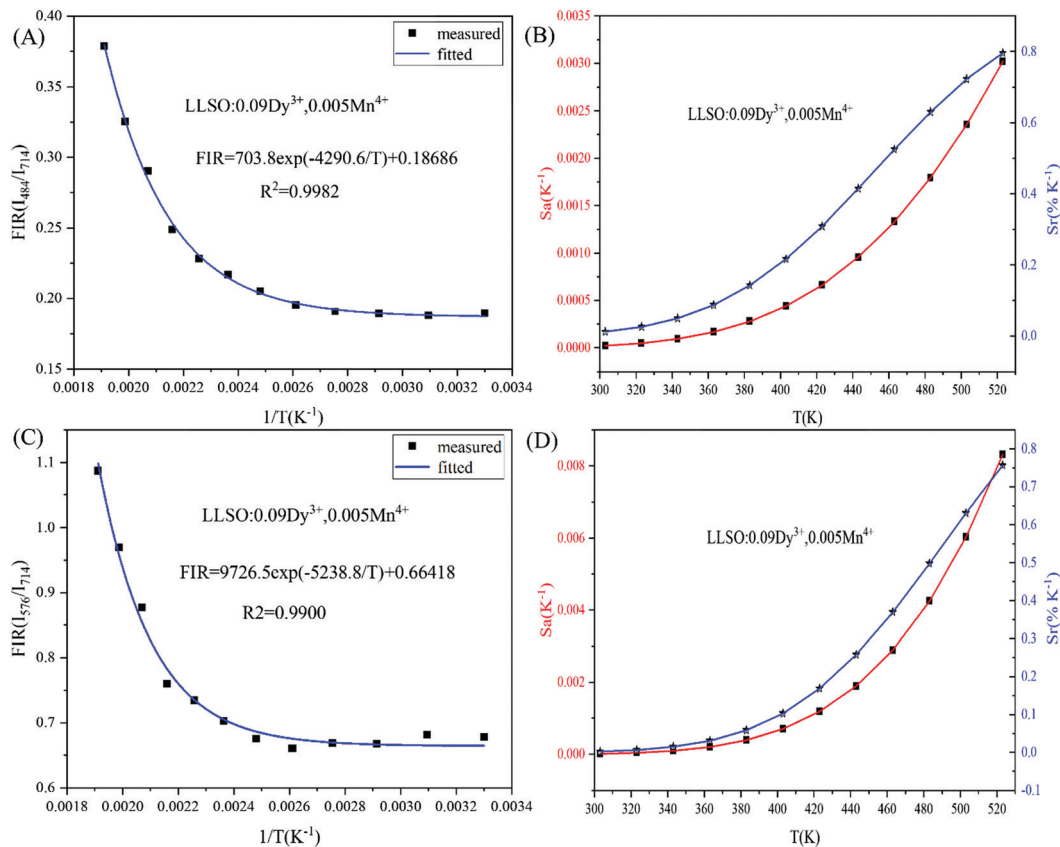 (A)
measured
fitted
LLSO:0.09Dy³⁺,0.005Mn⁴⁺
FIR=703.8exp(-4290.6/T)+0.18686
R²=0.9982
FIR(I₄₈₄/I₇₁₄)
0.40
0.35
0.30
0.25
0.20
0.15
0.0018 0.0020 0.0022 0.0024 0.0026 0.0028 0.0030 0.0032 0.0034
1/T(K⁻¹)
(B)
LLSO:0.09Dy³⁺,0.005Mn⁴⁺
Sa(K⁻¹)
0.0035
0.0030
0.0025
0.0020
0.0015
0.0010
0.0005
0.0000
Sr(% K⁻¹)
0.8
0.6
0.4
0.2
0.0
300 320 340 360 380 400 420 440 460 480 500 520
T(K)
(C)
measured
fitted
LLSO:0.09Dy³⁺,0.005Mn⁴⁺
FIR=9726.5exp(-5238.8/T)+0.66418
R2=0.9900
FIR(I₅₇₆/I₇₁₄)
1.1
1.0
0.9
0.8
0.7
0.6
0.0018 0.0020 0.0022 0.0024 0.0026 0.0028 0.0030 0.0032 0.0034
1/T(K⁻¹)
(D)
LLSO:0.09Dy³⁺,0.005Mn⁴⁺
Sa(K⁻¹)
0.008
0.006
0.004
0.002
0.000
Sr(% K⁻¹)
0.8
0.7
0.6
0.5
0.4
0.3
0.2
0.1
0.0
-0.1
300 320 340 360 380 400 420 440 460 480 500 520
T(K)